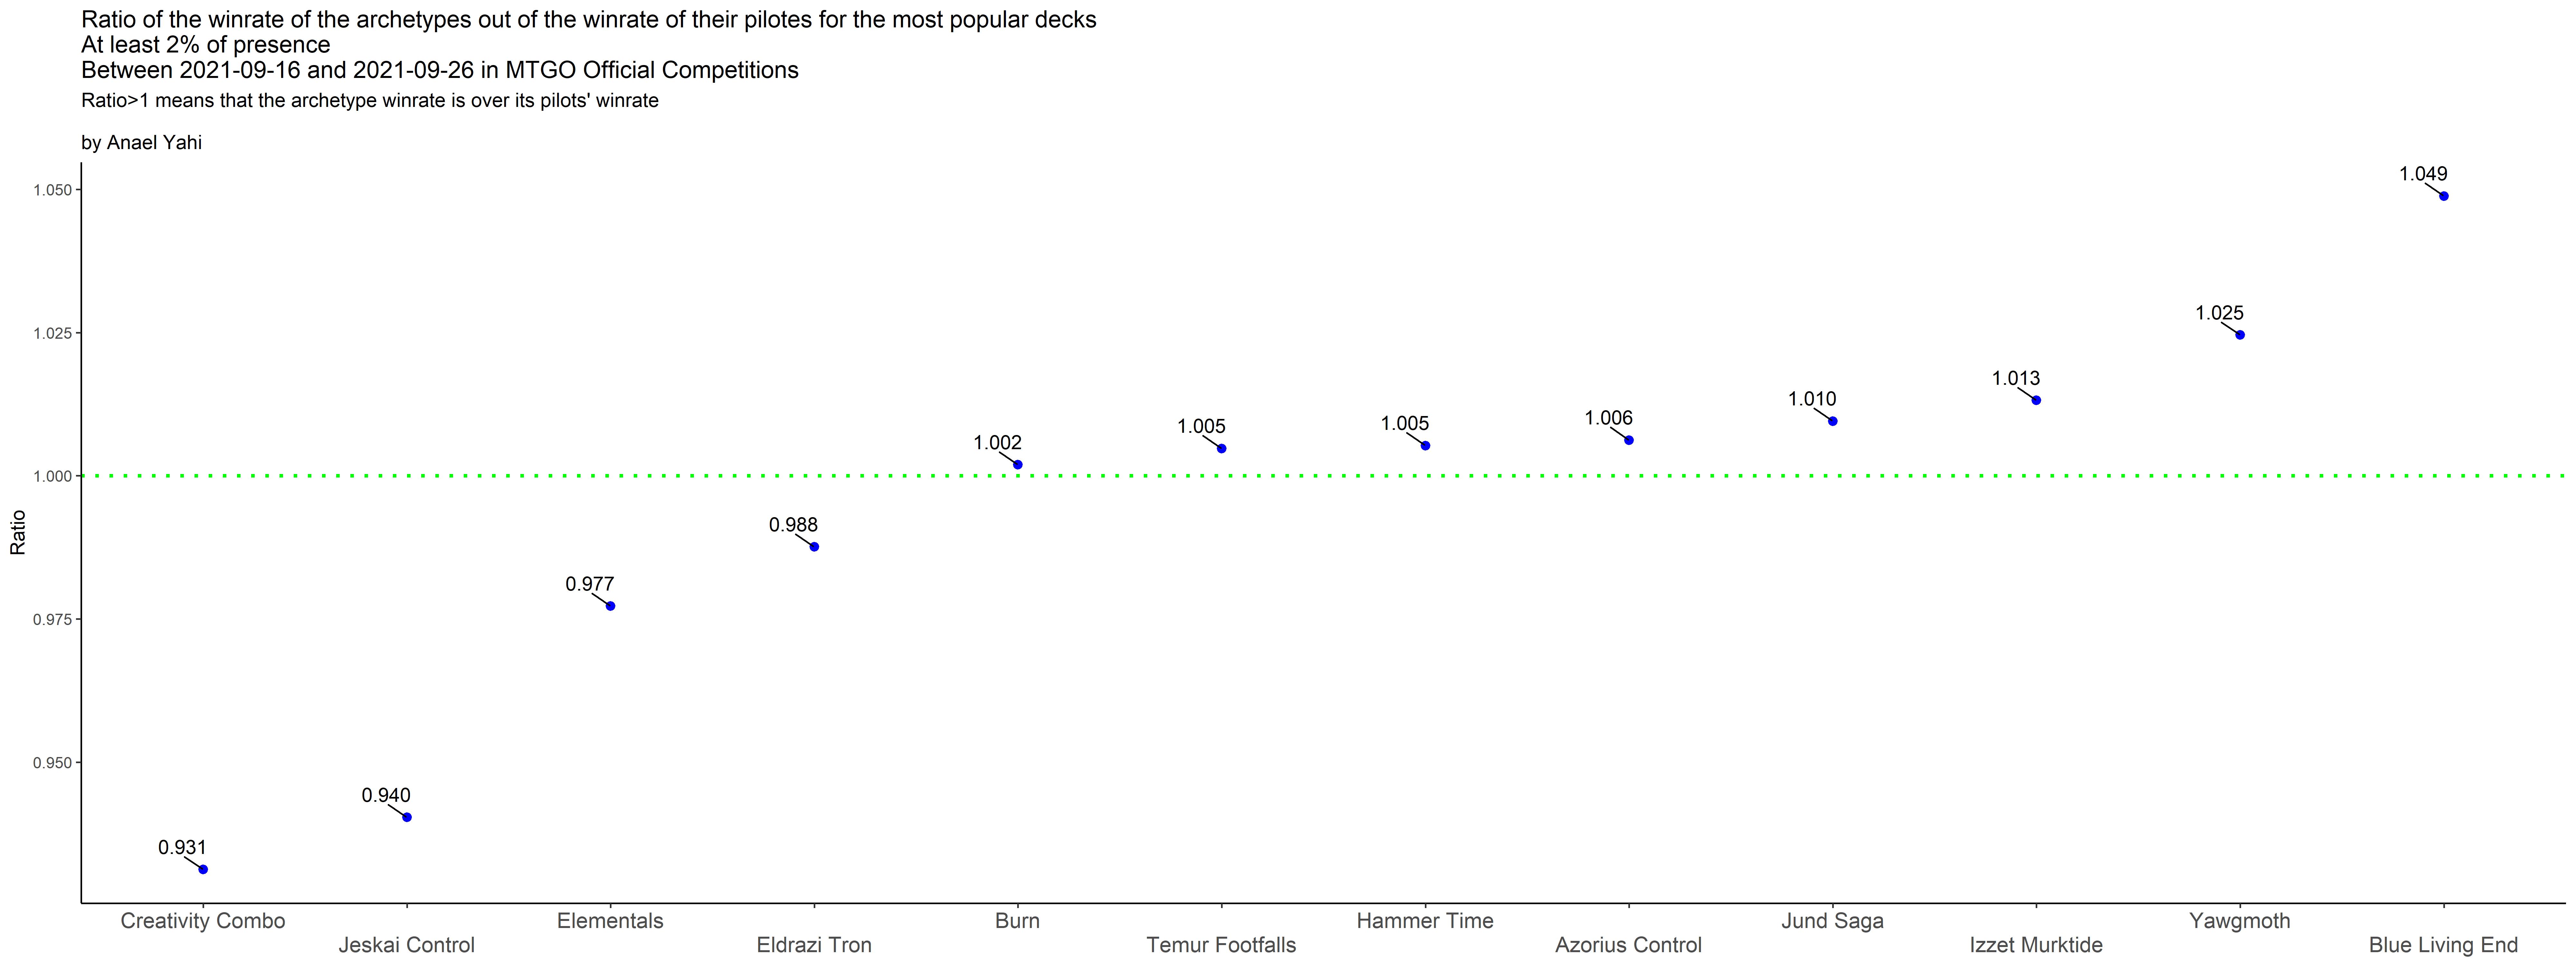 Ratio of the winrate of the archetypes out of the winrate of their pilotes for the most popular decks
At least 2% of presence
Between 2021-09-16 and 2021-09-26 in MTGO Official Competitions
Ratio>1 means that the archetype winrate is over its pilots' winrate
by Anael Yahi
1.050
1.025
1.000
0.975
0.950
Ratio
0.931
0.940
0.977
0.988
1.002
1.005
1.005
1.006
1.010
1.013
1.025
1.049
Creativity Combo
Jeskai Control
Elementals
Eldrazi Tron
Burn
Temur Footfalls
Hammer Time
Azorius Control
Jund Saga
Izzet Murktide
Yawgmoth
Blue Living End